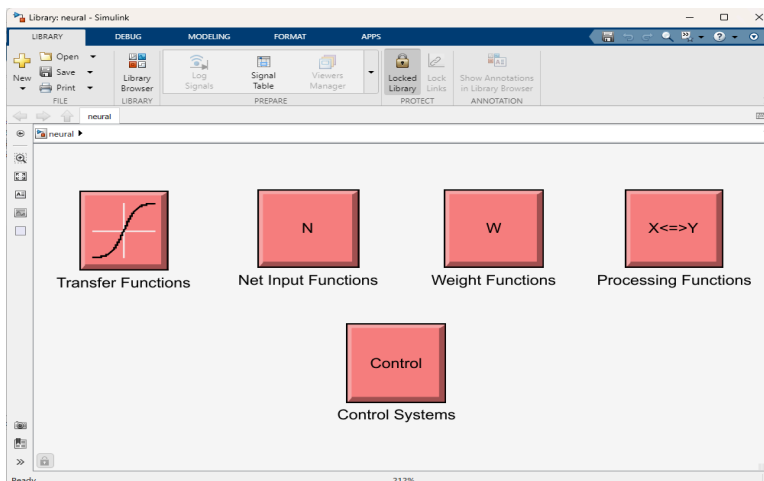 Library: neural - Simulink
LIBRARY DEBUG MODELING FORMAT APPS
New
Open
Save
Print
FILE
Library Browser
LIBRARY
Log Signals
Signal Table
Viewers Manager
PREPARE
Locked Library
Lock Links
PROTECT
Show Annotations in Library Browser
ANNOTATION
neural
neural
N
W
X<=>Y
Transfer Functions Net Input Functions Weight Functions Processing Functions
Control
Control Systems
Ready 212%